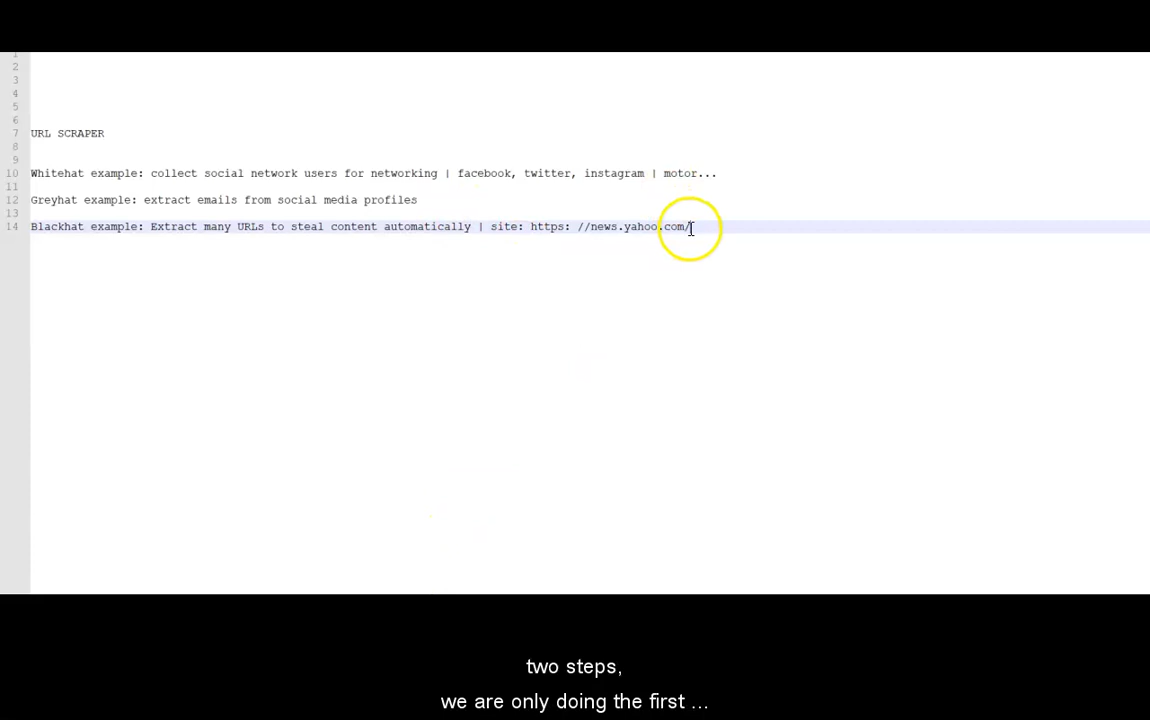 1
2
3
4
5
6
7 URL SCRAPER
8
9
10 Whitehat example: collect social network users for networking | facebook, twitter, instagram | motor...
11
12 Greyhat example: extract emails from social media profiles
13
14 Blackhat example: Extract many URLs to steal content automatically | site: https: //news.yahoo.com/
two steps,
we are only doing the first ...